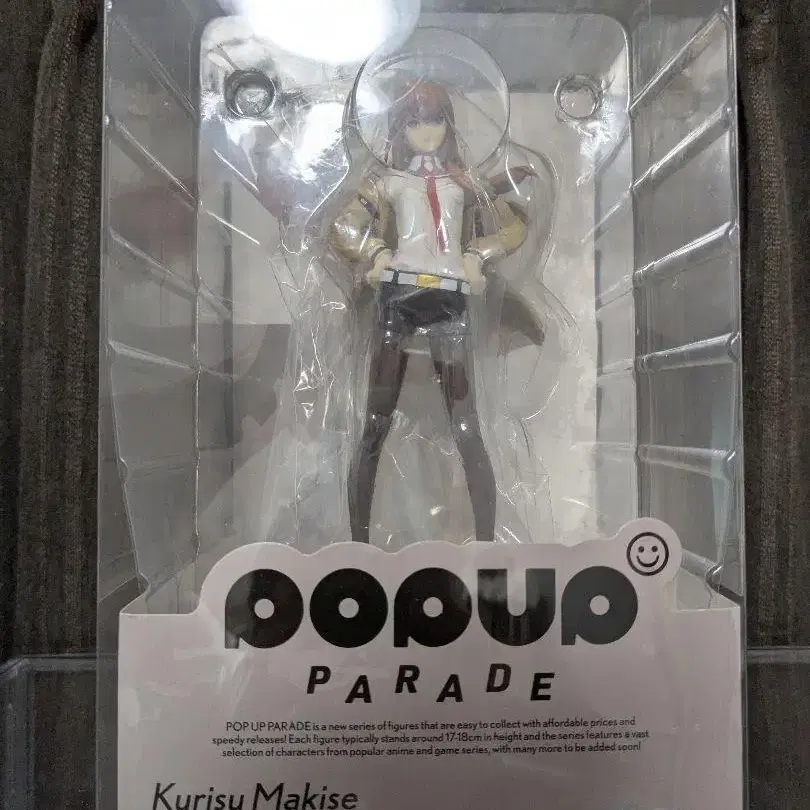 POPUP
PARADE
POP UP PARADE is a new series of figures that are easy to collect with affordable prices and
speedy releases! Each figure typically stands around 17-18cm in height and the series features a vast
selection of characters from popular anime and game series, with many more to be added soon!
Kurisu Makise